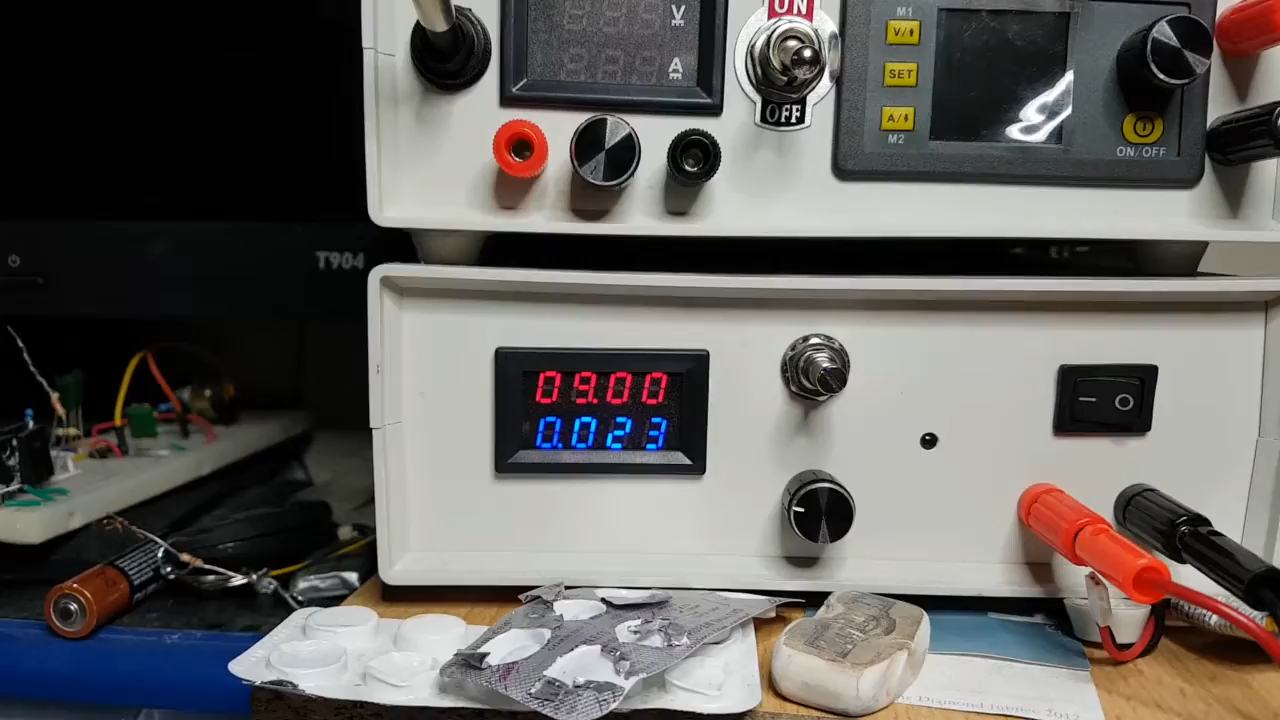 V
A
ON
OFF
M1
V/⬆
SET
A/⬇
M2
ON/OFF
T904
09.00
0.023
Diamond Jubilee 2012